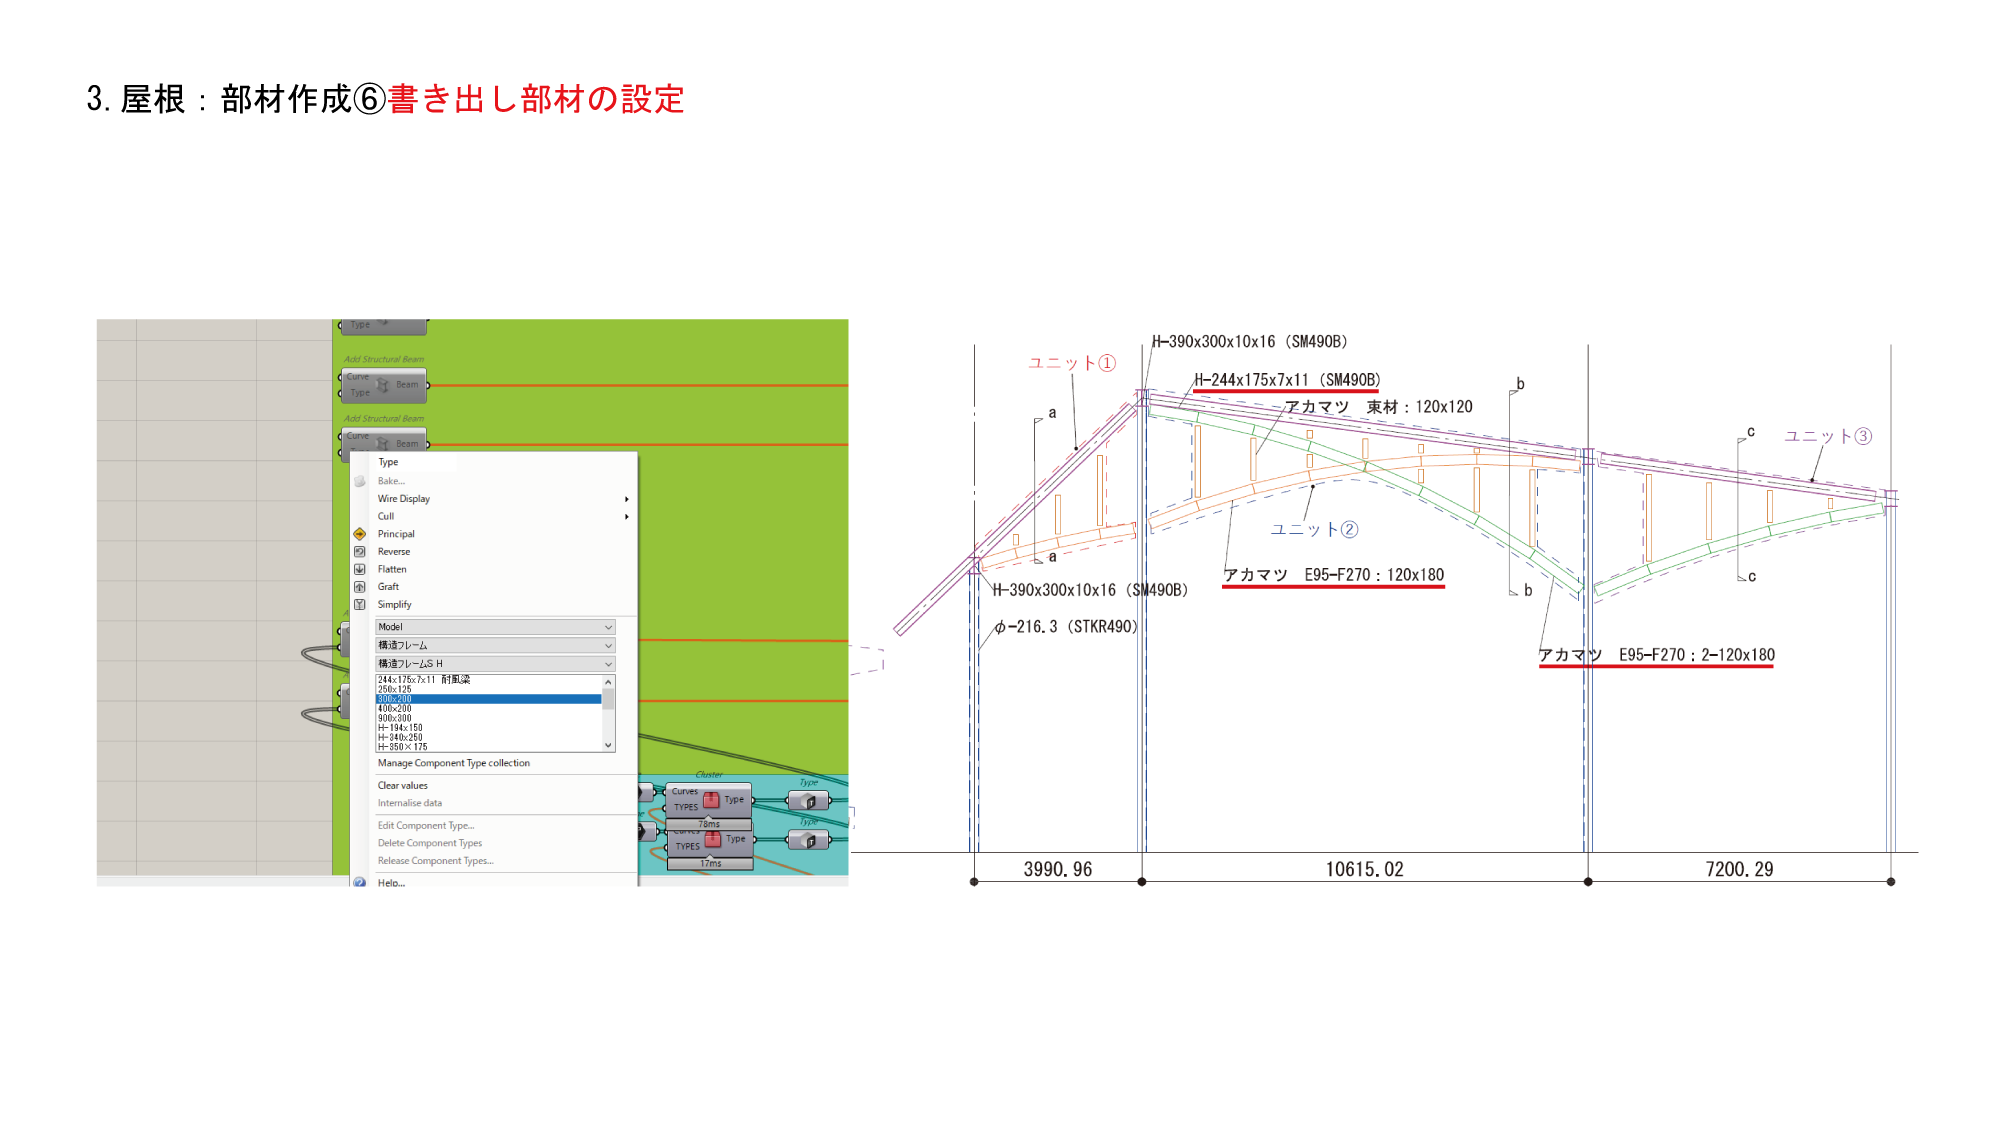 3.屋根：部材作成⑥書き出し部材の設定
Type
Add Structural Beam
Curve
Type
Beam
Add Structural Beam
Curve
Beam
Type
Bake...
Wire Display
Cull
Principal
Reverse
Flatten
Graft
Simplify
Model
構造フレーム
構造フレームS H
244x175x7x11 耐風梁
250x125
300x200
400x200
900x300
H-194x150
H-340x250
H-350×175
Manage Component Type collection
Clear values
Internalise data
Edit Component Type...
Delete Component Types
Release Component Types...
Help...
Cluster
Curves
TYPES
Type
78ms
Type
TYPES
Type
17ms
Type
H-390x300x10x16（SM490B）
ユニット①
H-244x175x7x11（SM490B）
アカマツ　束材：120x120
a
b
c
ユニット③
ユニット②
a
アカマツ　E95-F270：120x180
c
b
H-390x300x10x16（SM490B）
φ-216.3（STKR490）
アカマツ　E95-F270：2-120x180
3990.96
10615.02
7200.29